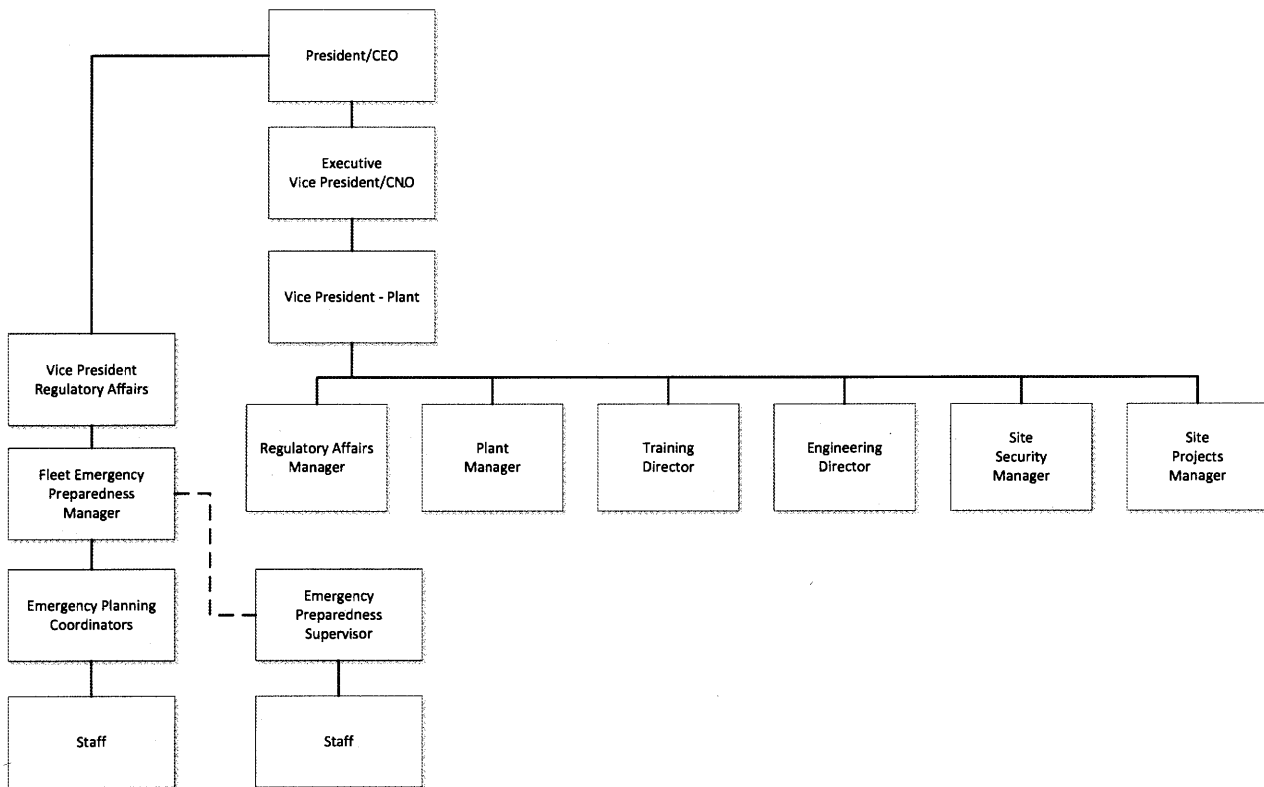 President/CEO
Executive
Vice President/CNO
Vice President - Plant
Vice President
Regulatory Affairs
Regulatory Affairs
Manager
Plant
Manager
Training
Director
Engineering
Director
Site
Security
Manager
Site
Projects
Manager
Fleet Emergency
Preparedness
Manager
Emergency Planning
Coordinators
Emergency
Preparedness
Supervisor
Staff
Staff